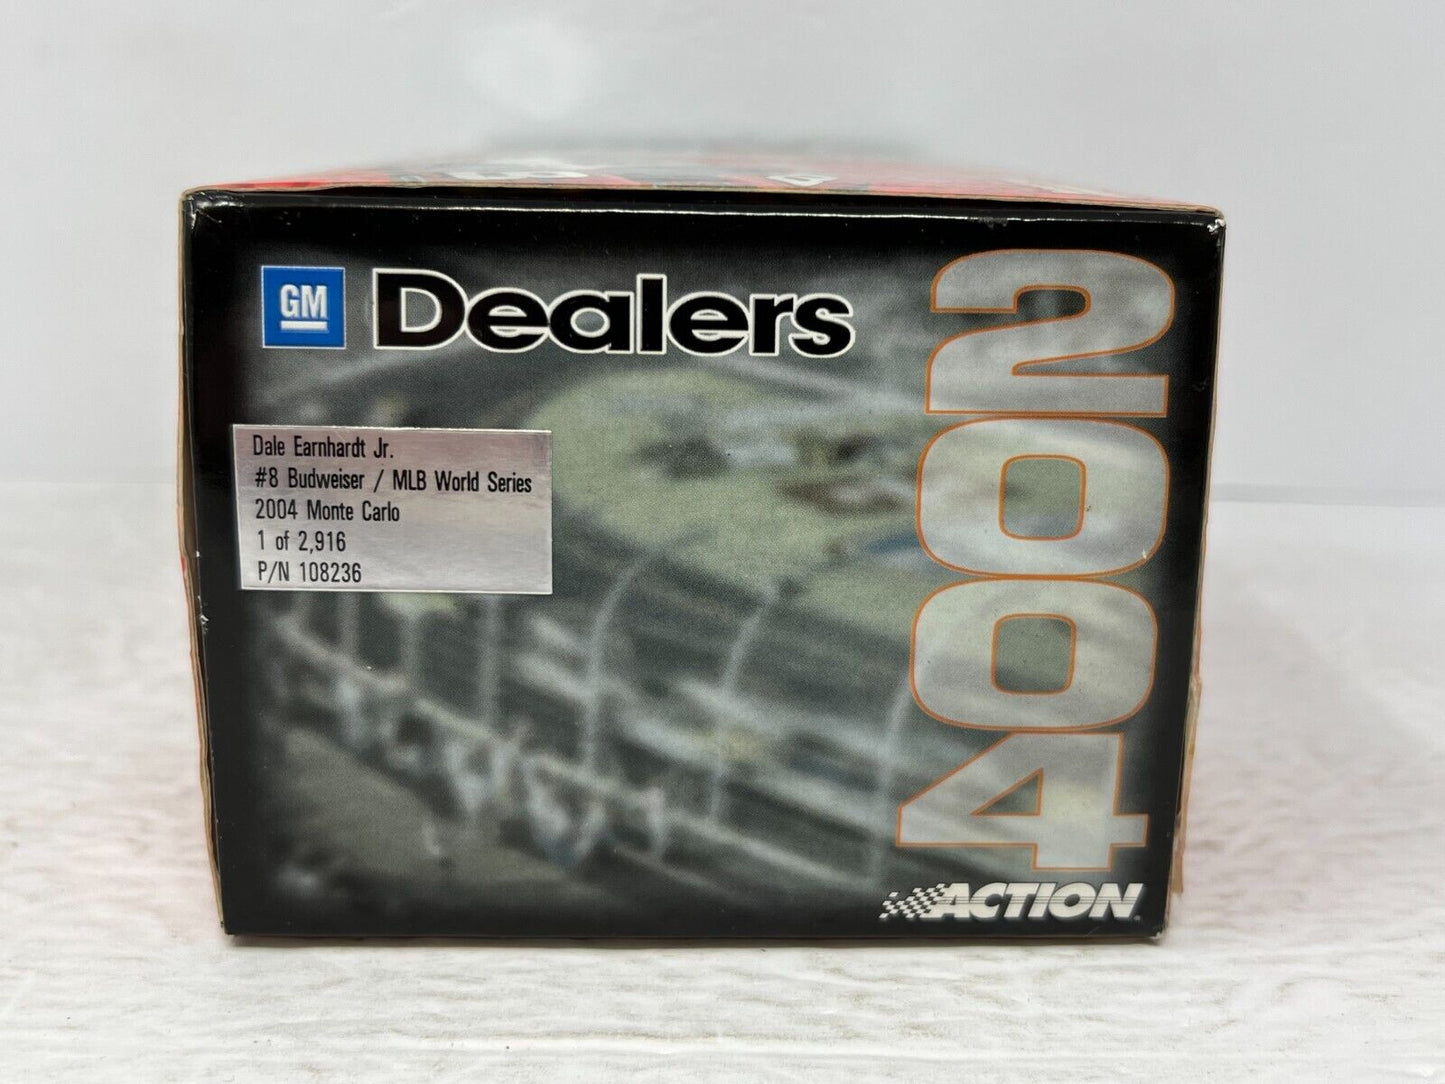 GM Dealers
2004
Dale Earnhardt Jr.
#8 Budweiser / MLB World Series
2004 Monte Carlo
1 of 2,916
P/N 108236
ACTION